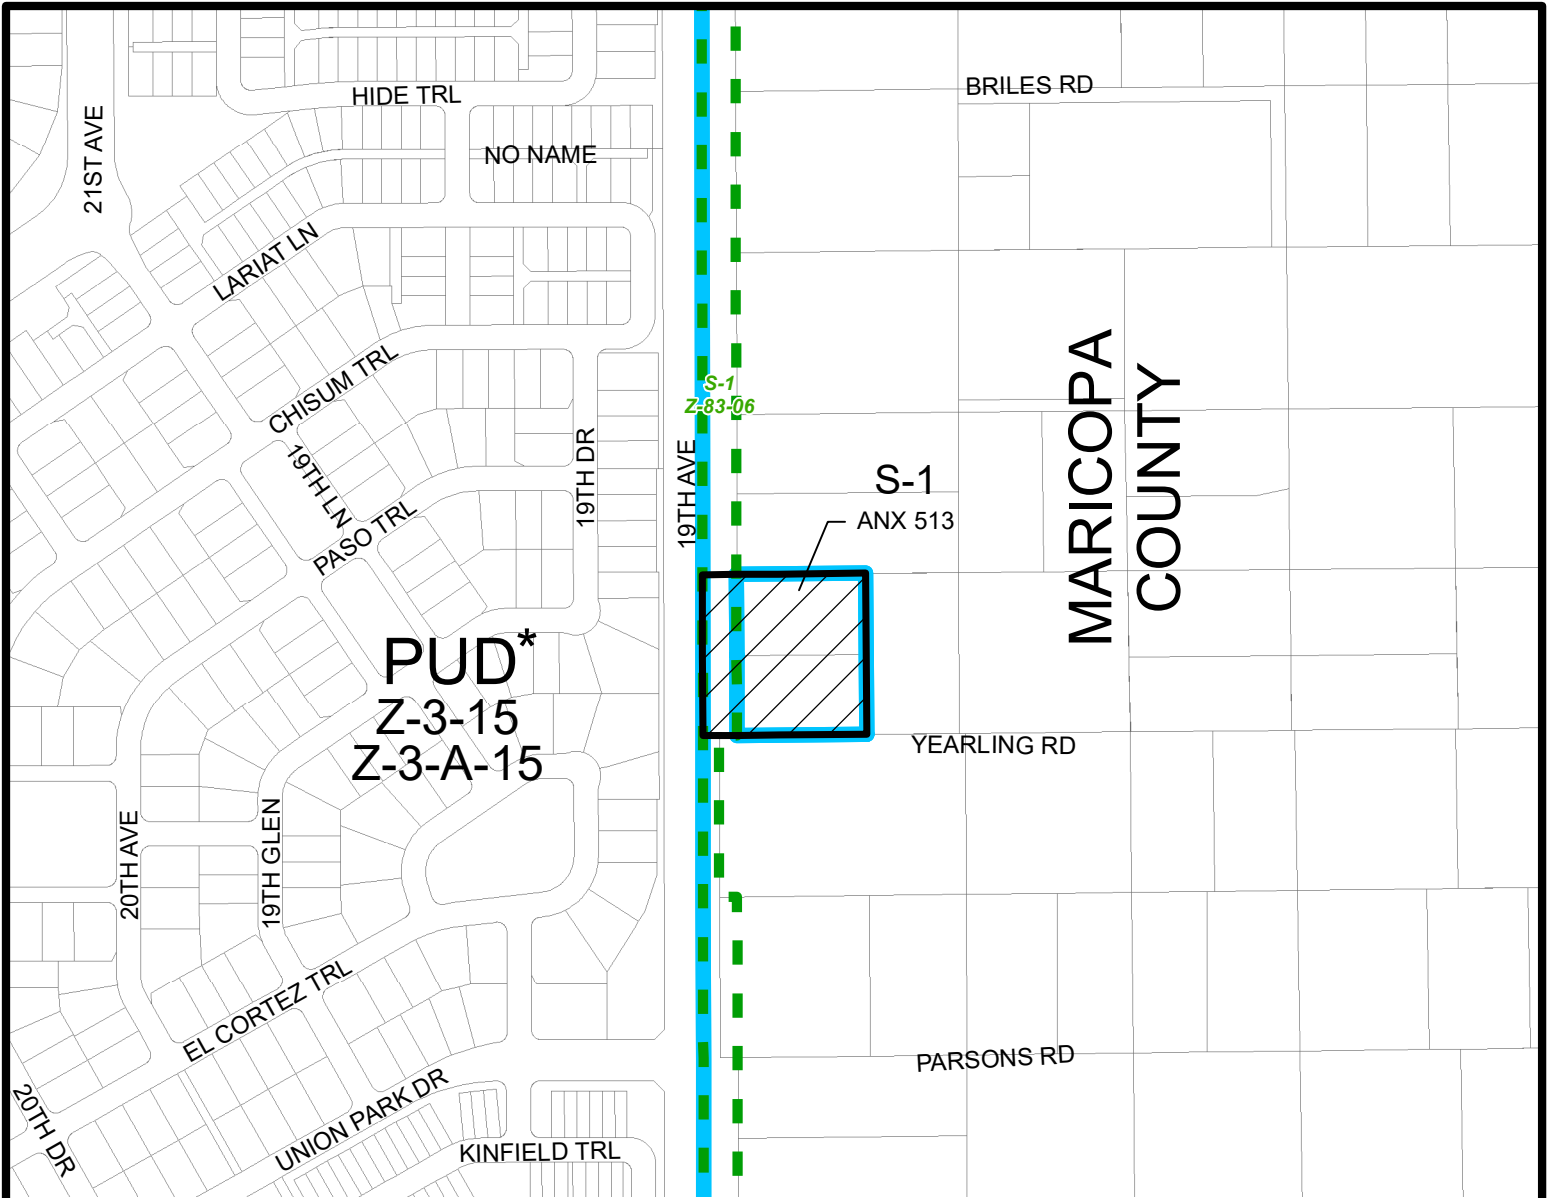 BRILES RD
HIDE TRL
21ST AVE
NO NAME
LARIAT LN
CHISUM TRL
S-1
Z-83-06
MARICOPA
COUNTY
19TH LN
19TH DR
19TH AVE
S-1
ANX 513
PASO TRL
PUD*
Z-3-15
Z-3-A-15
YEARLING RD
20TH AVE
19TH GLEN
EL CORTEZ TRL
PARSONS RD
20TH DR
UNION PARK DR
KINFIELD TRL